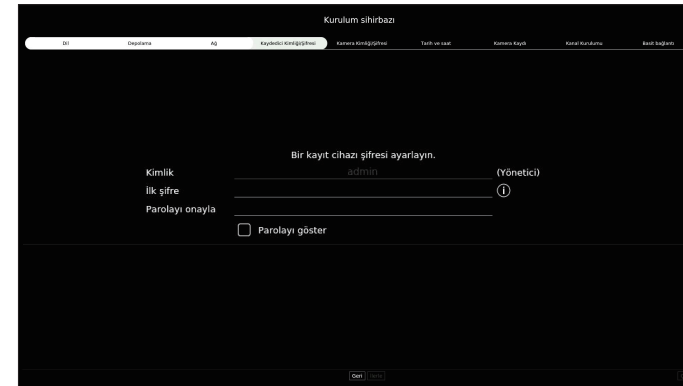 Kurulum sihirbazı
Dil Depolama Ağ Kaydedici Kimliği/Şifresi Kamera Kimliği/Şifresi Tarih ve saat Kamera Kaydı Kanal Kurulumu Basit bağlantı
Bir kayıt cihazı şifresi ayarlayın.
Kimlik admin (Yönetici)
İlk şifre
Parolayı onayla
Parolayı göster
Geri